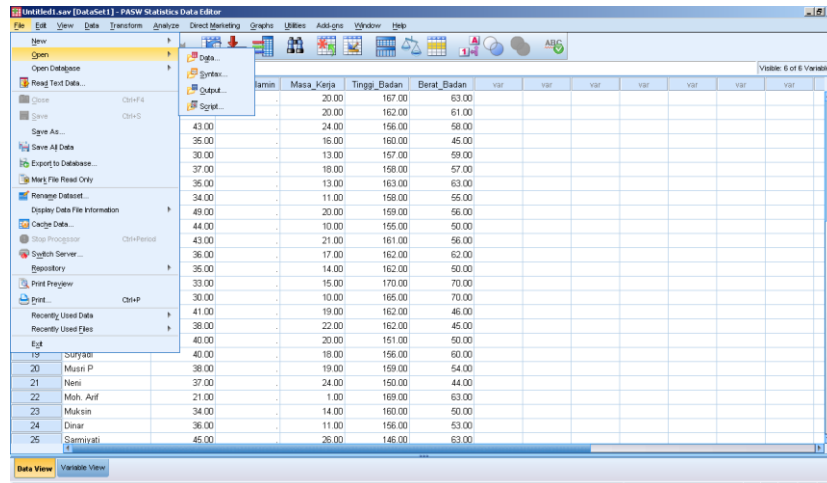 Untitled1.sav [DataSet1] - PASW Statistics Data Editor
File Edit View Data Transform Analyze Direct Marketing Graphs Utilities Add-ons Window Help
Visible: 6 of 6 Variabl
New
Open
Open Database
Read Text Data...
Close Ctrl+F4
Save Ctrl+S
Save As...
Save All Data
Export to Database...
Mark File Read Only
Rename Dataset...
Display Data File Information
Cache Data...
Stop Processor Ctrl+Period
Switch Server...
Repository
Print Preview
Print... Ctrl+P
Recently Used Data
Recently Used Files
Exit
Data...
Syntax...
Output...
Script...
lamin Masa_Kerja Tinggi_Badan Berat_Badan var var var var var var
. 20.00 167.00 63.00
. 20.00 162.00 61.00
43.00 . 24.00 156.00 58.00
35.00 . 16.00 160.00 45.00
30.00 . 13.00 157.00 59.00
37.00 . 18.00 158.00 57.00
35.00 . 13.00 163.00 63.00
34.00 . 11.00 158.00 55.00
49.00 . 20.00 159.00 56.00
44.00 . 10.00 155.00 50.00
43.00 . 21.00 161.00 56.00
36.00 . 17.00 162.00 62.00
35.00 . 14.00 162.00 50.00
33.00 . 15.00 170.00 70.00
30.00 . 10.00 165.00 70.00
41.00 . 19.00 162.00 46.00
38.00 . 22.00 162.00 45.00
40.00 . 20.00 151.00 50.00
19 Suryadi 40.00 . 18.00 156.00 60.00
20 Musri P 38.00 . 19.00 159.00 54.00
21 Neni 37.00 . 24.00 150.00 44.00
22 Moh. Arif 21.00 . 1.00 169.00 63.00
23 Muksin 34.00 . 14.00 160.00 50.00
24 Dinar 36.00 . 11.00 156.00 53.00
25 Sarmiyati 45.00 . 26.00 146.00 63.00
Data View Variable View